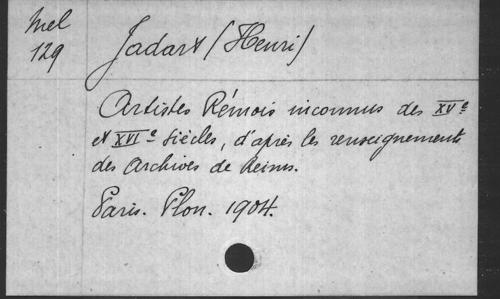 Mel
129
Jadart (Henri)
Artistes Rémois inconnus des XVe
et XVIe siècles, d'après les renseignements
des Archives de Reims.
Paris. Plon. 1904.